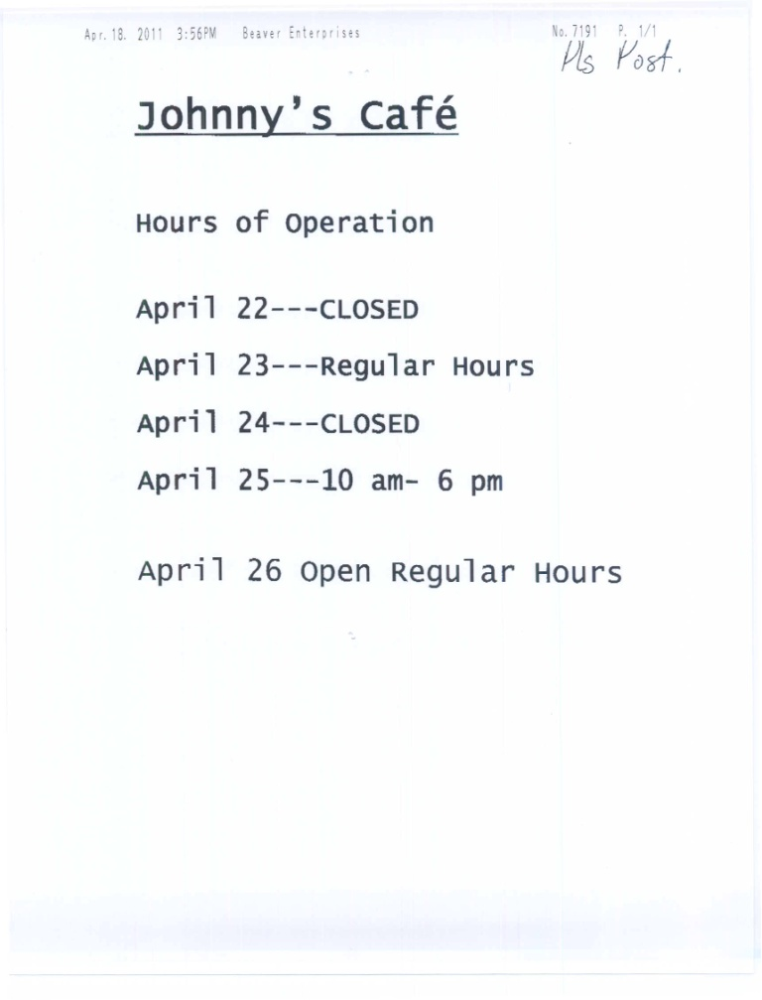 Apr. 18. 2011 3:56PM Beaver Enterprises No. 7191 P. 1/1
Pls Post.
Johnny's Café
Hours of Operation
April 22---CLOSED
April 23---Regular Hours
April 24---CLOSED
April 25---10 am- 6 pm
April 26 Open Regular Hours